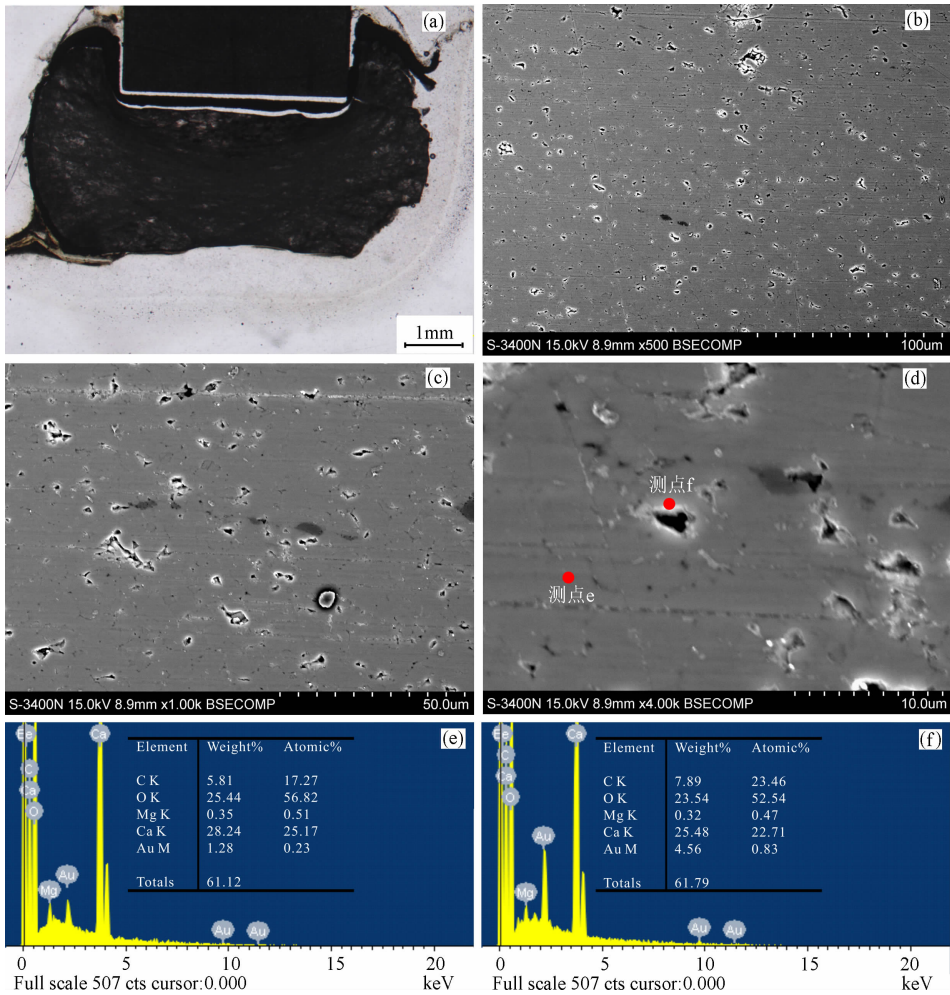 (a)
1mm
(b)
S-3400N 15.0kV 8.9mm x500 BSECOMP 100um
(c)
S-3400N 15.0kV 8.9mm x1.00k BSECOMP 50.0um
(d)
测点f
测点e
S-3400N 15.0kV 8.9mm x4.00k BSECOMP 10.0um
(e)
Ca
C
Ca
O
Mg
Au
Au
Au
Element Weight% Atomic%
C K 5.81 17.27
O K 25.44 56.82
Mg K 0.35 0.51
Ca K 28.24 25.17
Au M 1.28 0.23
Totals 61.12
0 5 10 15 20
Full scale 507 cts cursor:0.000 keV
(f)
Ca
C
Ca
O
Mg
Au
Au
Au
Element Weight% Atomic%
C K 7.89 23.46
O K 23.54 52.54
Mg K 0.32 0.47
Ca K 25.48 22.71
Au M 4.56 0.83
Totals 61.79
0 5 10 15 20
Full scale 507 cts cursor:0.000 keV